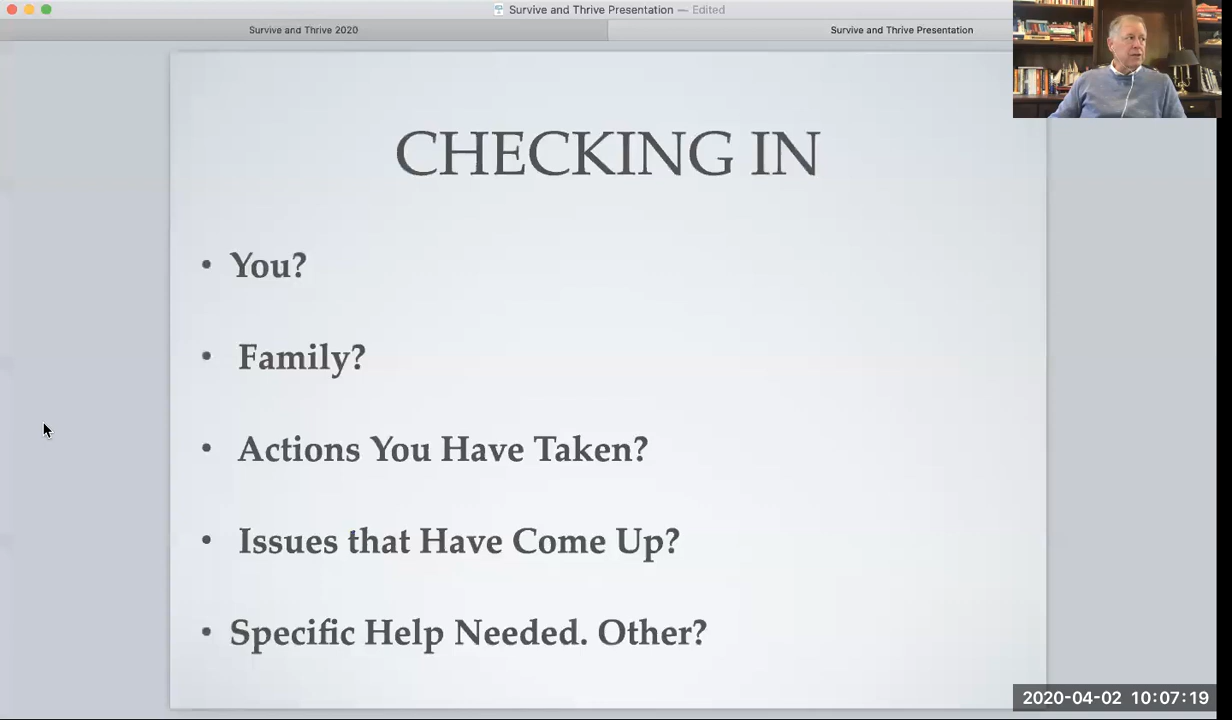 Survive and Thrive Presentation — Edited
Survive and Thrive 2020
Survive and Thrive Presentation
CHECKING IN
• You?
• Family?
• Actions You Have Taken?
• Issues that Have Come Up?
• Specific Help Needed. Other?
2020-04-02 10:07:19